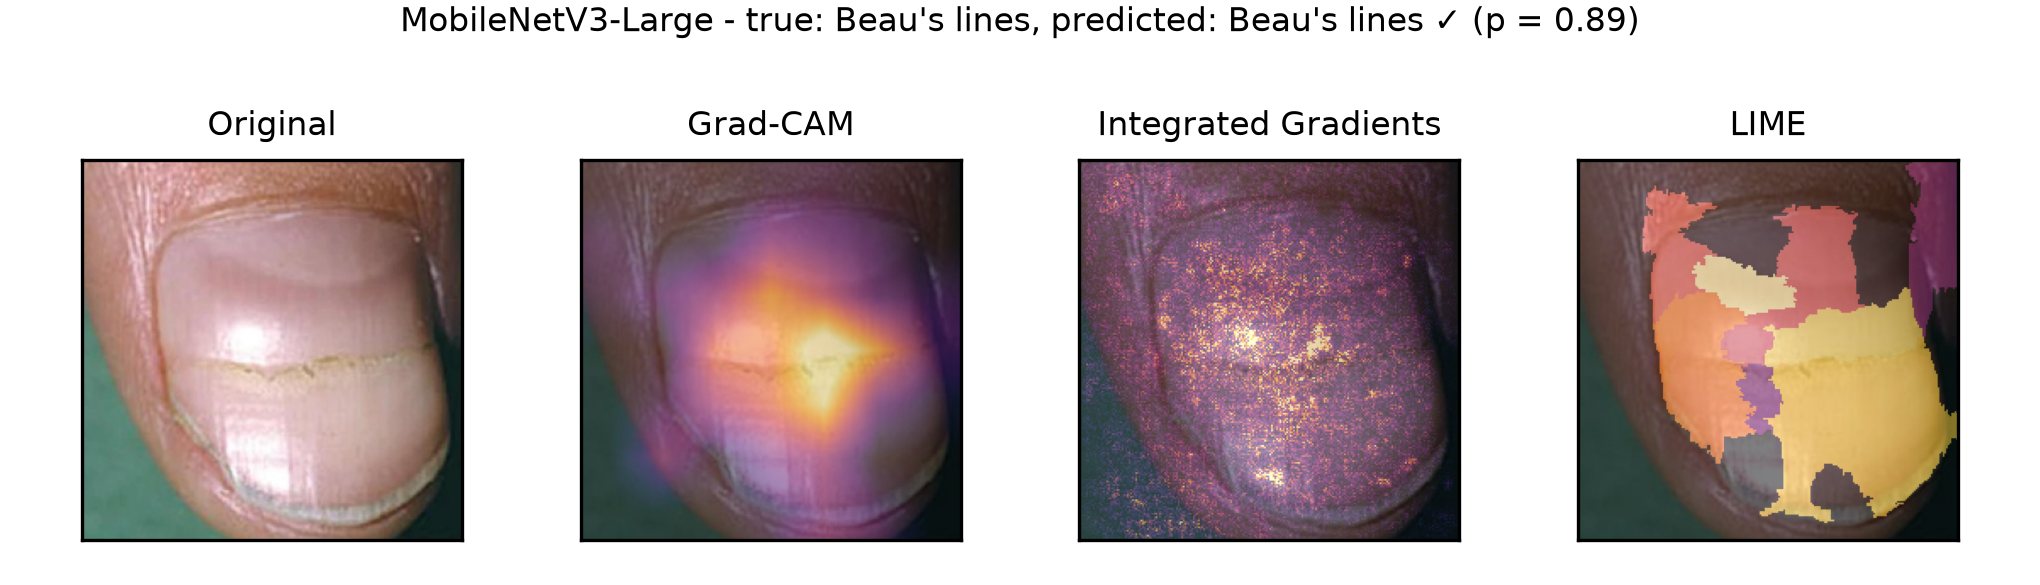 MobileNetV3-Large - true: Beau's lines, predicted: Beau's lines ✓ (p = 0.89)
Original
Grad-CAM
Integrated Gradients
LIME